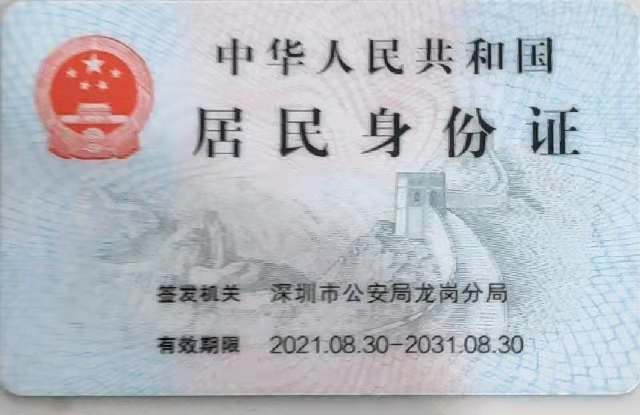 中华人民共和国
居民身份证
签发机关 深圳市公安局龙岗分局
有效期限 2021.08.30-2031.08.30